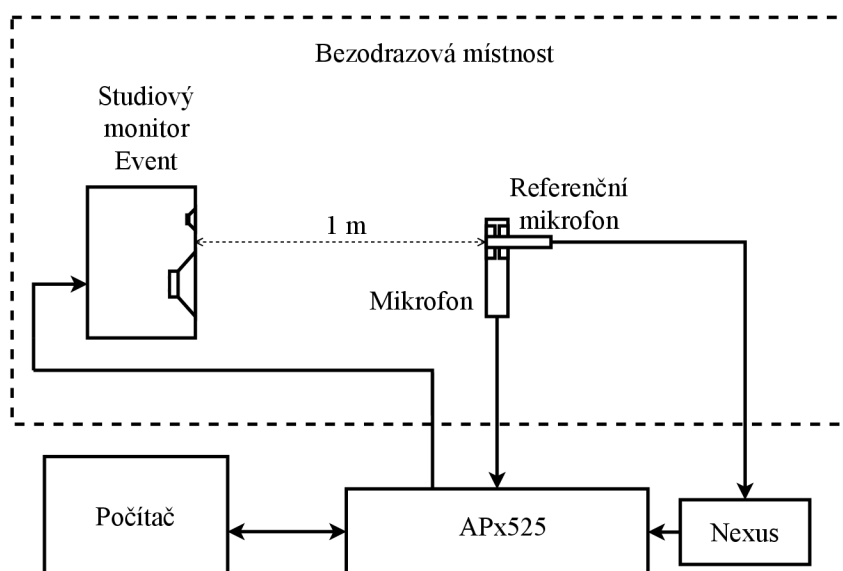 Bezodrazová místnost
Studiový
monitor
Event
1 m
Referenční
mikrofon
Mikrofon
Počítač
APx525
Nexus